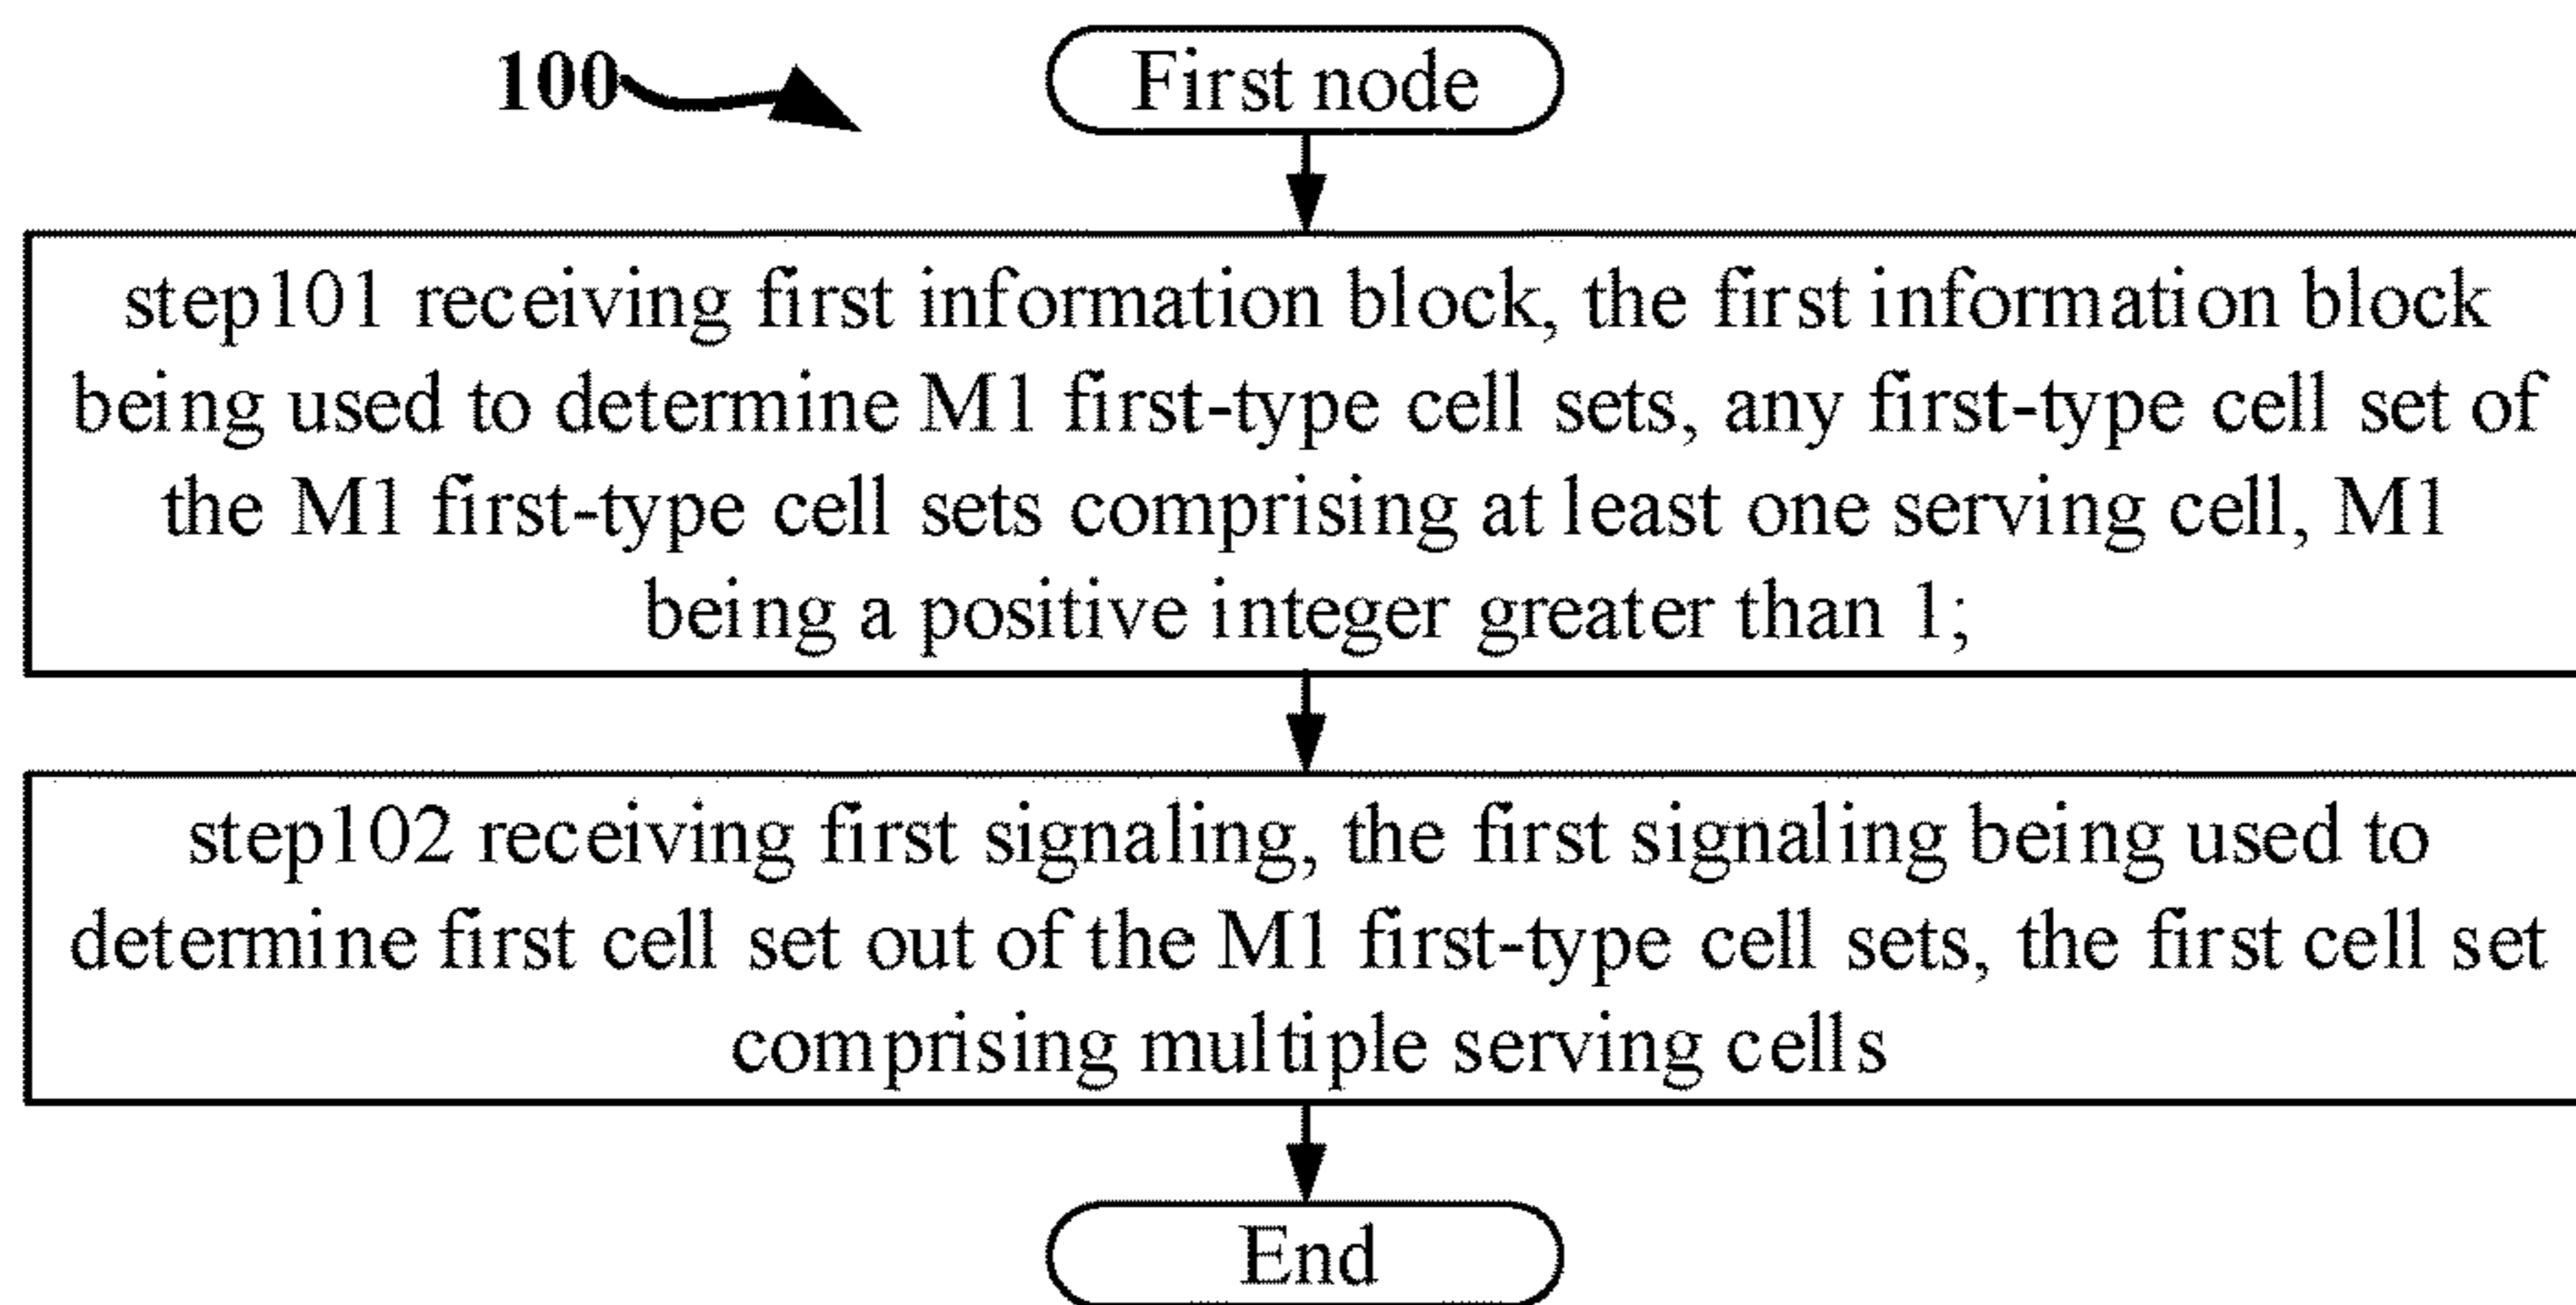 100
First node
step101 receiving first information block, the first information block
being used to determine M1 first-type cell sets, any first-type cell set of
the M1 first-type cell sets comprising at least one serving cell, M1
being a positive integer greater than 1;
step102 receiving first signaling, the first signaling being used to
determine first cell set out of the M1 first-type cell sets, the first cell set
comprising multiple serving cells
End